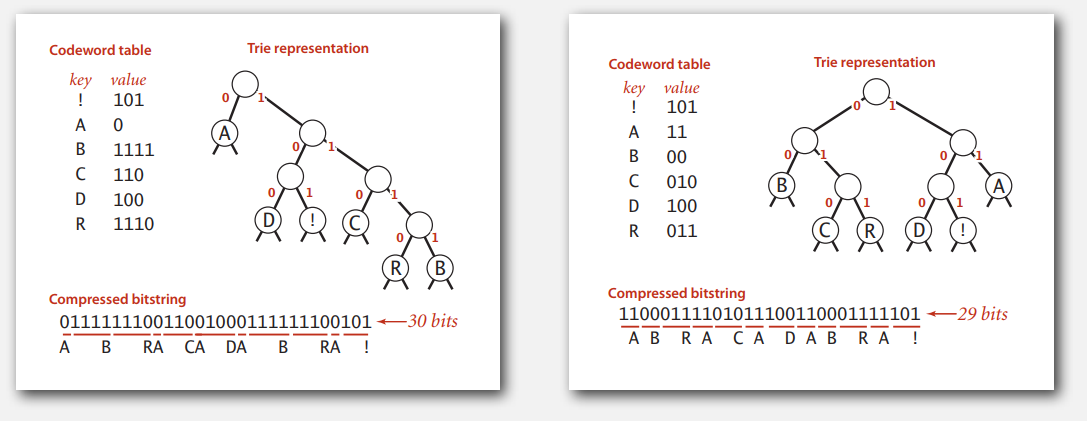 Codeword table
key value
! 101
A 0
B 1111
C 110
D 100
R 1110
Trie representation
0 1
A
0 1
0 1 0 1
D ! C
0 1
R B
Compressed bitstring
011111110011001000111111100101 30 bits
A B RA CA DA B RA !
Codeword table
key value
! 101
A 11
B 00
C 010
D 100
R 011
Trie representation
0 1
0 1 0 1
B A
0 1 0 1
C R D !
Compressed bitstring
11000111101011100110001111101 29 bits
A B R A C A D A B R A !